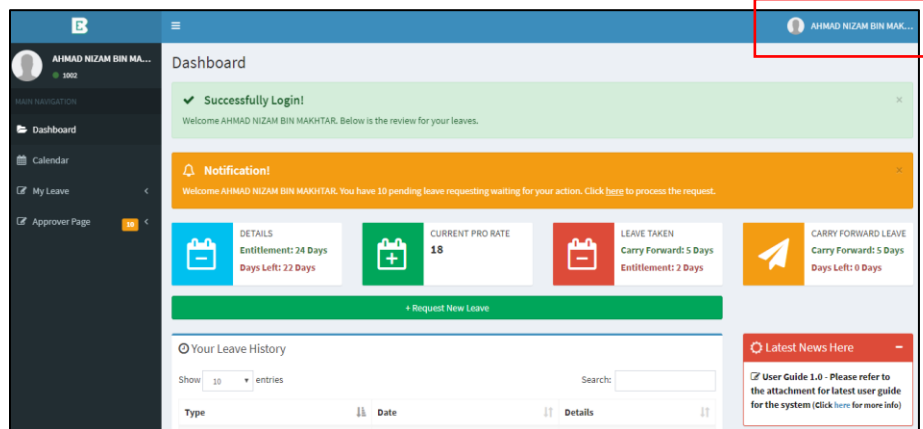 E
AHMAD NIZAM BIN MAK...
AHMAD NIZAM BIN MA...
1002
MAIN NAVIGATION
Dashboard
Calendar
My Leave
Approver Page
10
Dashboard
Successfully Login!
Welcome AHMAD NIZAM BIN MAKHTAR. Below is the review for your leaves.
Notification!
Welcome AHMAD NIZAM BIN MAKHTAR. You have 10 pending leave requesting waiting for your action. Click here to process the request.
DETAILS
Entitlement: 24 Days
Days Left: 22 Days
CURRENT PRO RATE
18
LEAVE TAKEN
Carry Forward: 5 Days
Entitlement: 2 Days
CARRY FORWARD LEAVE
Carry Forward: 5 Days
Days Left: 0 Days
+ Request New Leave
Your Leave History
Show 10 entries
Search:
Type Date Details
Latest News Here
User Guide 1.0 - Please refer to
the attachment for latest user guide
for the system (Click here for more info)